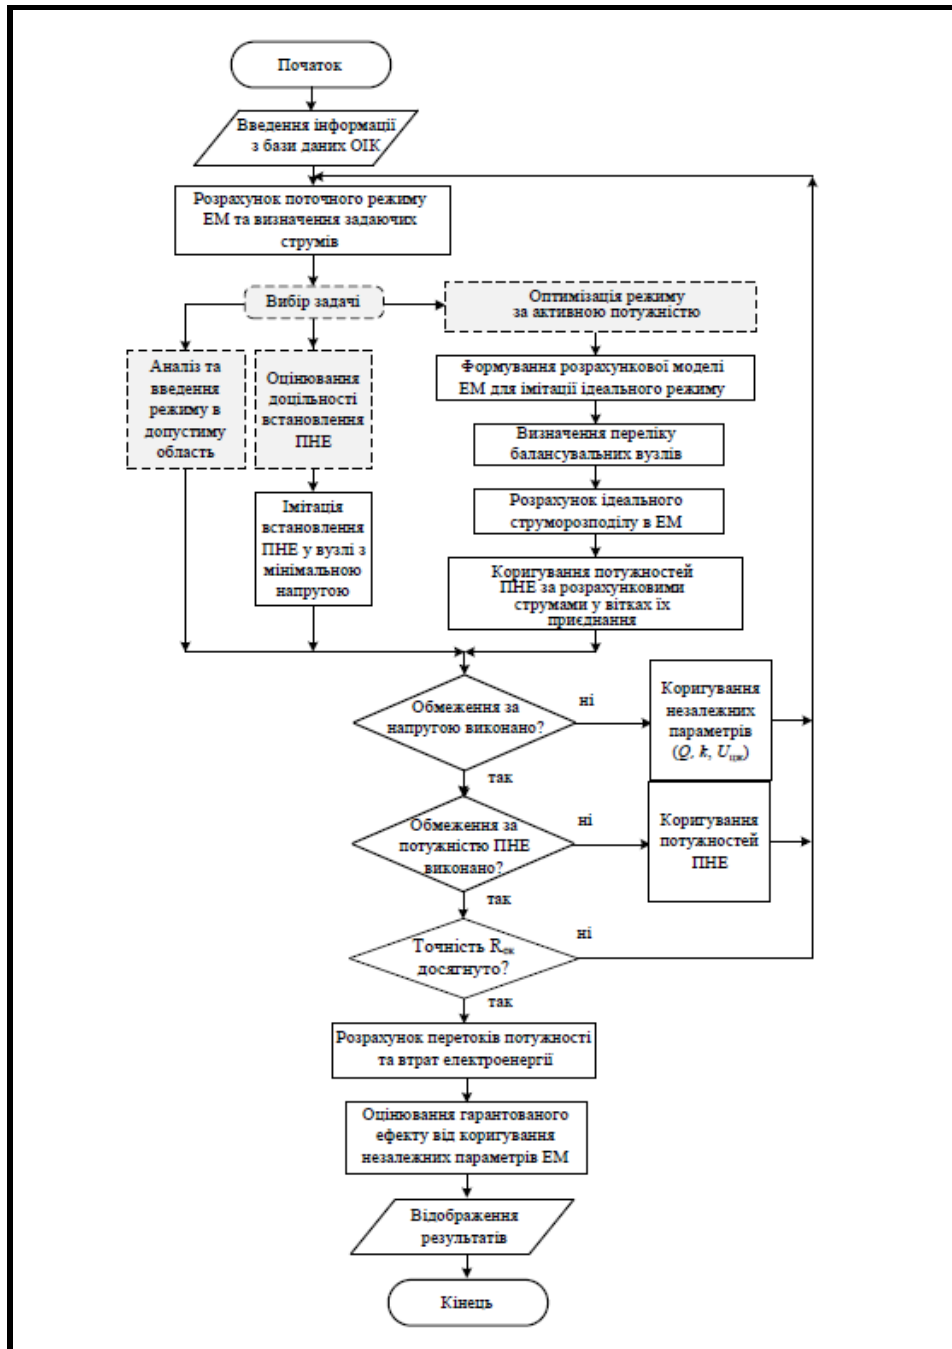 Початок
Введення інформації
з бази даних ОІК
Розрахунок поточного режиму
ЕМ та визначення задаючих
струмів
Вибір задачі
Оптимізація режиму
за активною потужністю
Аналіз та
введення
режиму в
допустиму
область
Оцінювання
доцільності
встановлення
ПНЕ
Формування розрахункової моделі
ЕМ для імітації ідеального режиму
Визначення переліку
балансувальних вузлів
Імітація
встановлення
ПНЕ у вузлі з
мінімальною
напругою
Розрахунок ідеального
струморозподілу в ЕМ
Коригування потужностей
ПНЕ за розрахунковими
струмами у вітках їх
приєднання
Обмеження за
напругою виконано?
ні
Коригування
незалежних
параметрів
(Q, k, Uцж)
так
Обмеження за
потужністю ПНЕ
виконано?
ні
Коригування
потужностей
ПНЕ
так
Точність Rек
досягнуто?
ні
так
Розрахунок перетоків потужності
та втрат електроенергії
Оцінювання гарантованого
ефекту від коригування
незалежних параметрів ЕМ
Відображення
результатів
Кінець